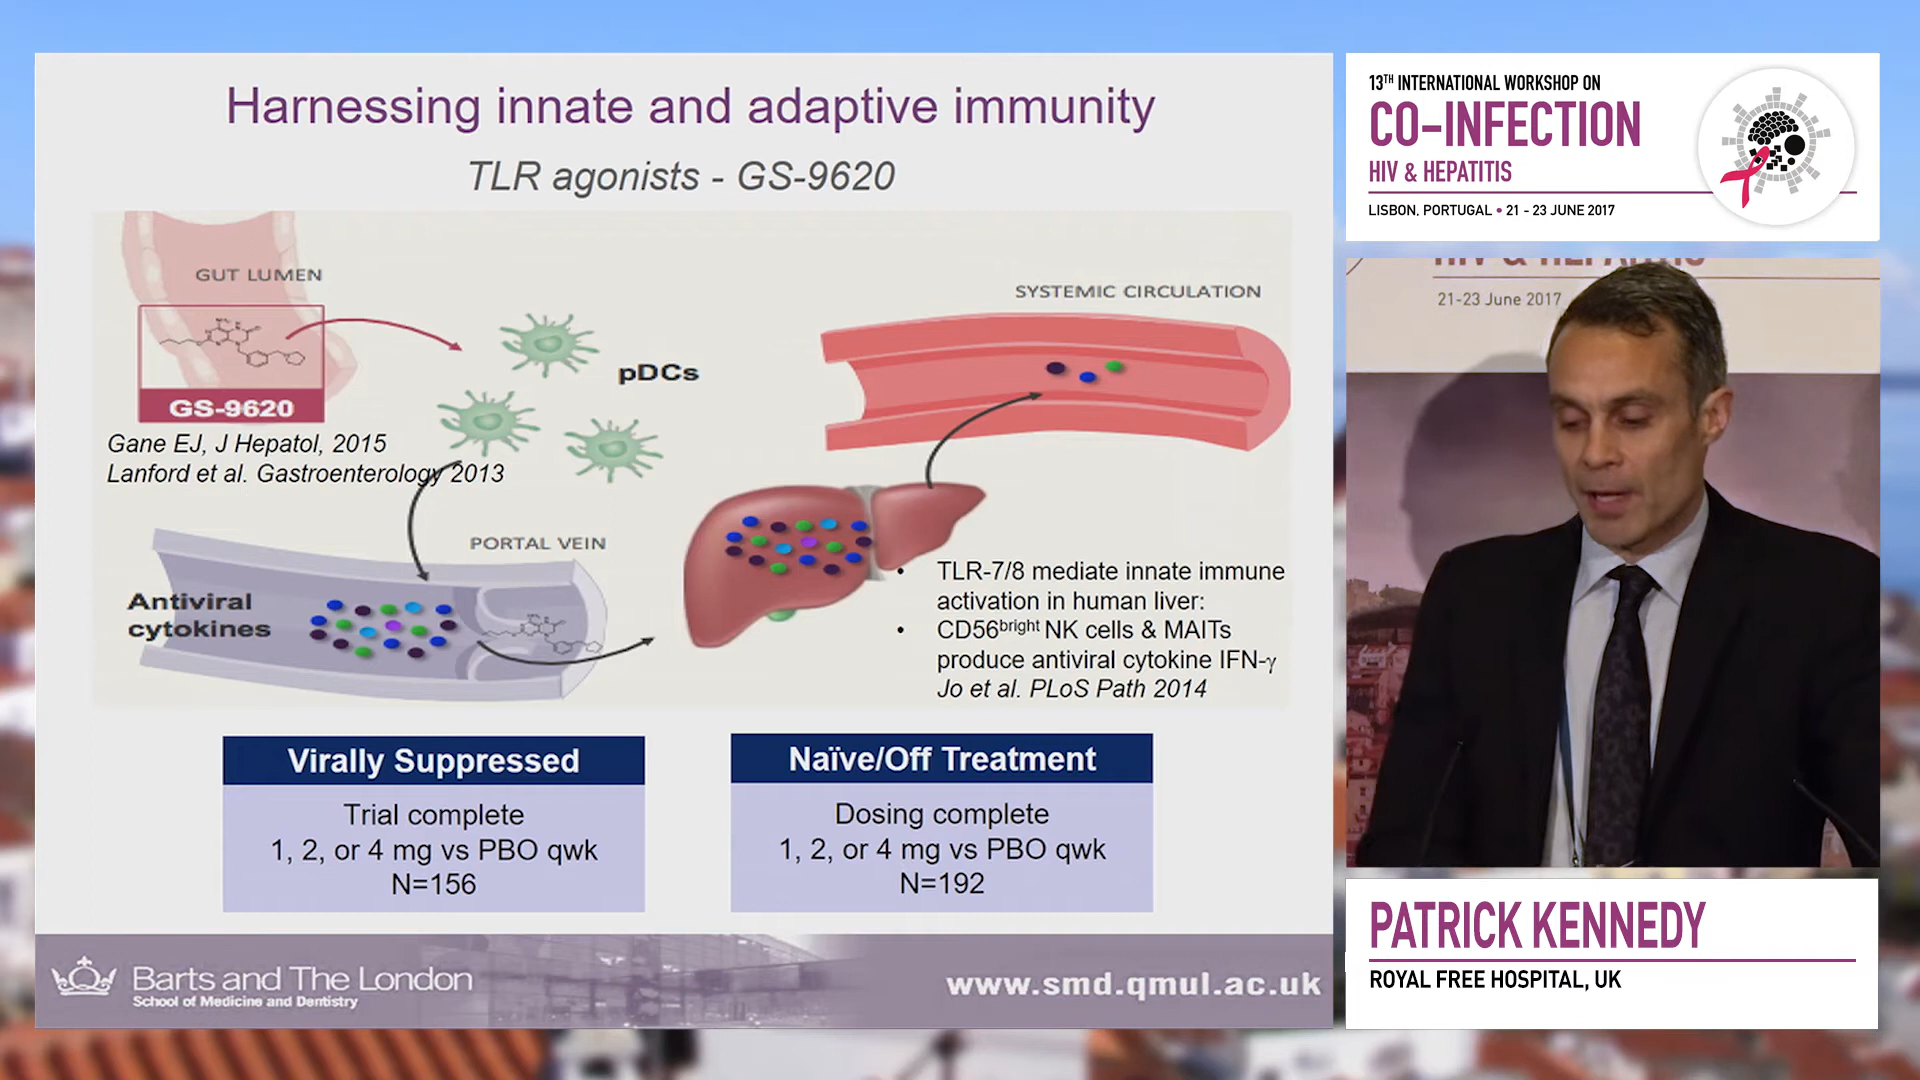 Harnessing innate and adaptive immunity
TLR agonists - GS-9620
GUT LUMEN
GS-9620
Gane EJ, J Hepatol, 2015
Lanford et al. Gastroenterology 2013
pDCs
SYSTEMIC CIRCULATION
PORTAL VEIN
Antiviral
cytokines
• TLR-7/8 mediate innate immune
activation in human liver:
• CD56bright NK cells & MAITs
produce antiviral cytokine IFN-γ
Jo et al. PLoS Path 2014
Virally Suppressed
Trial complete
1, 2, or 4 mg vs PBO qwk
N=156
Naïve/Off Treatment
Dosing complete
1, 2, or 4 mg vs PBO qwk
N=192
Barts and The London
School of Medicine and Dentistry
www.smd.qmul.ac.uk
13TH INTERNATIONAL WORKSHOP ON
CO-INFECTION
HIV & HEPATITIS
LISBON, PORTUGAL • 21 - 23 JUNE 2017
HIV & HEPATITIS
21-23 June 2017
PATRICK KENNEDY
ROYAL FREE HOSPITAL, UK